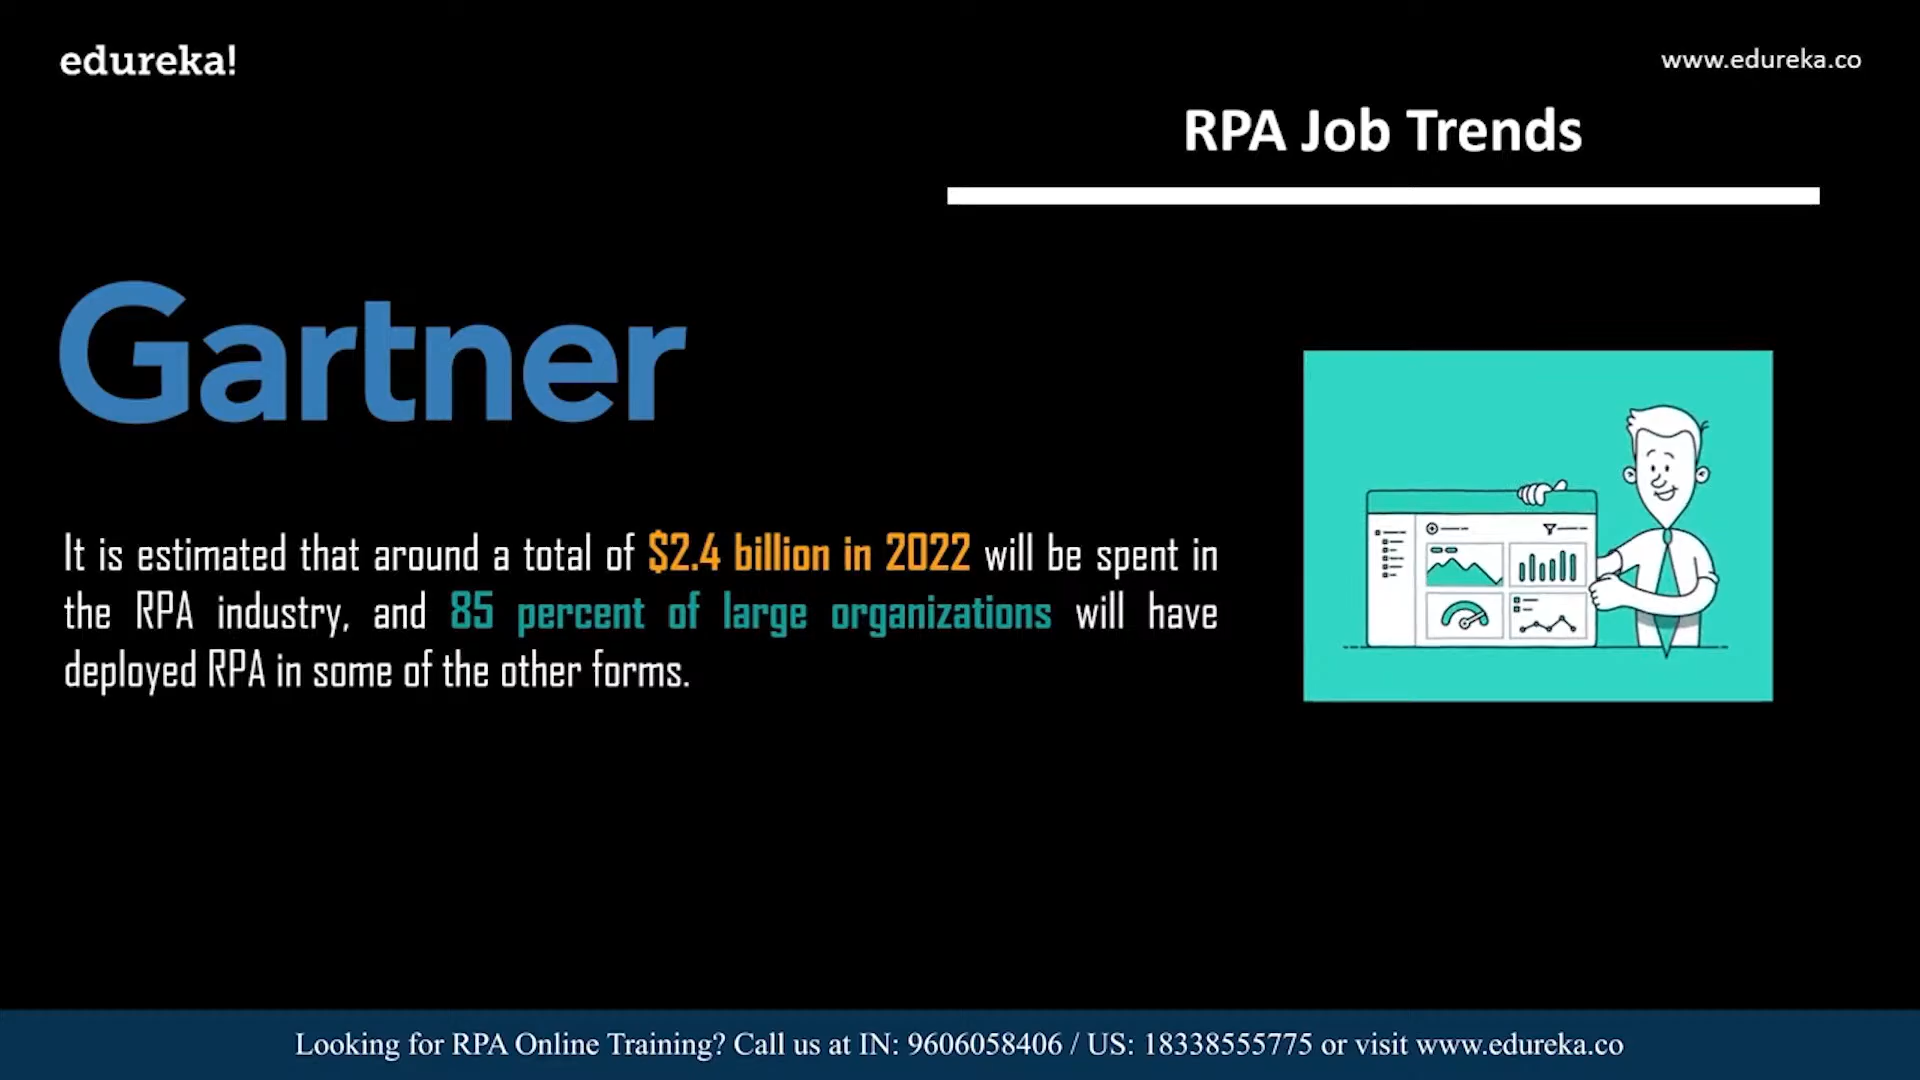 edureka!
www.edureka.co
RPA Job Trends
Gartner
It is estimated that around a total of $2.4 billion in 2022 will be spent in
the RPA industry, and 85 percent of large organizations will have
deployed RPA in some of the other forms.
Looking for RPA Online Training? Call us at IN: 9606058406 / US: 18338555775 or visit www.edureka.co